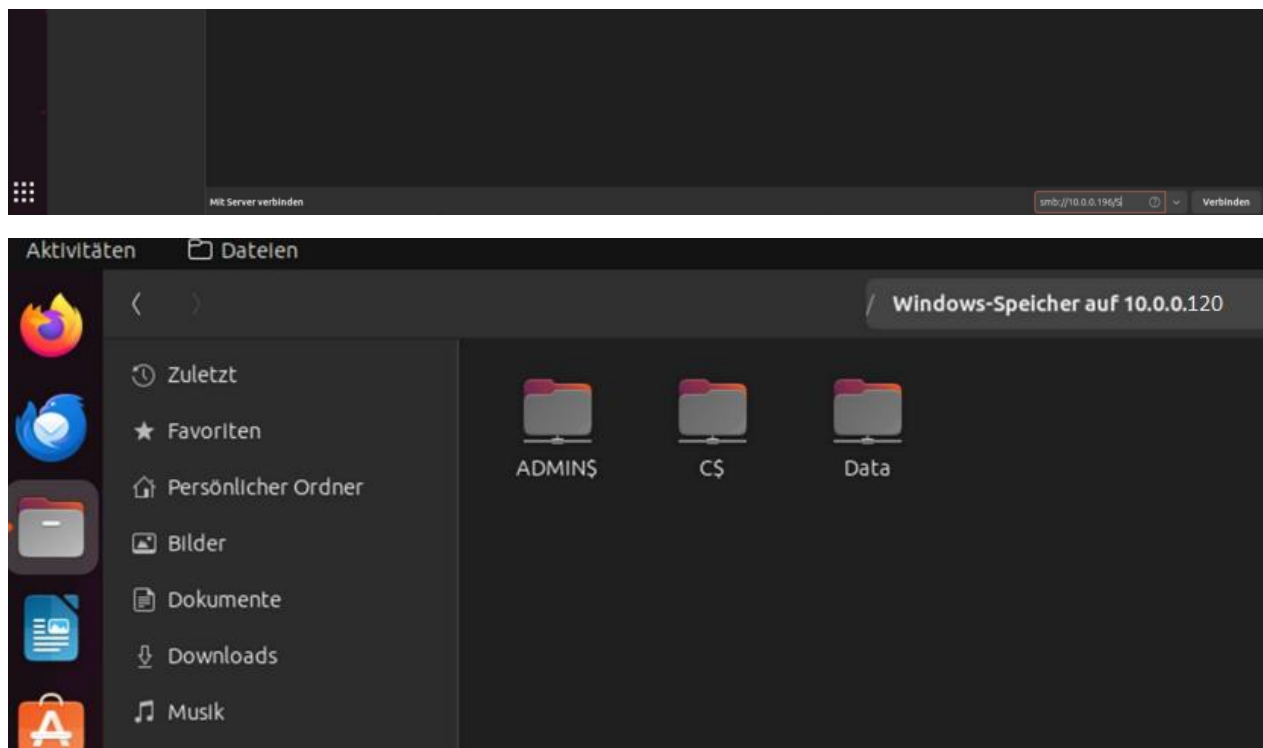 Mit Server verbinden smb://10.0.0.196/S Verbinden
Aktivitäten Dateien
/ Windows-Speicher auf 10.0.0.120
Zuletzt
Favoriten
ADMIN$ C$ Data
Persönlicher Ordner
Bilder
Dokumente
Downloads
Musik